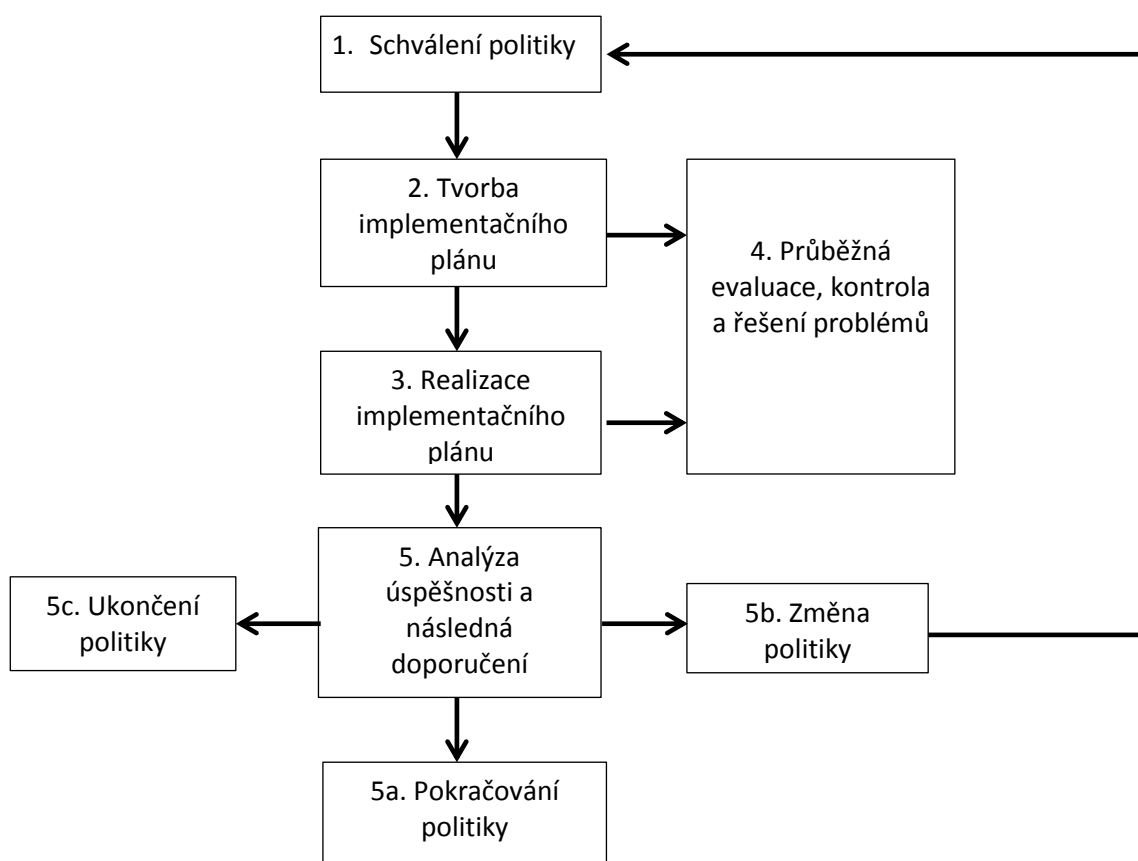 1. Schválení politiky
2. Tvorba
implementačního
plánu
4. Průběžná
evaluace, kontrola
a řešení problémů
3. Realizace
implementačního
plánu
5. Analýza
úspěšnosti a
následná
doporučení
5c. Ukončení
politiky
5b. Změna
politiky
5a. Pokračování
politiky